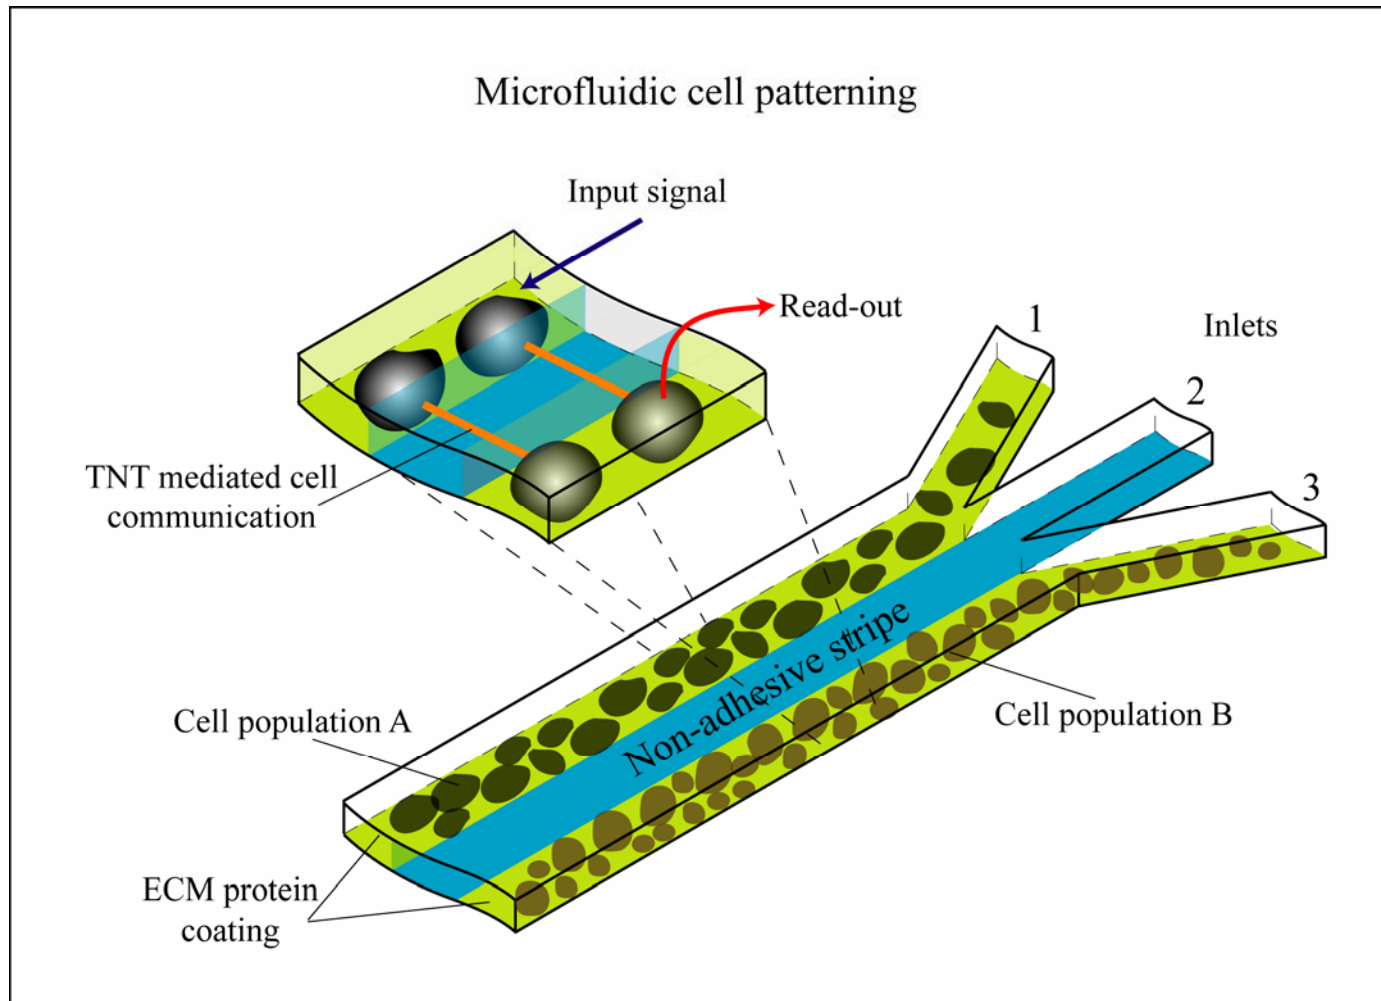 Microfluidic cell patterning
Input signal
Read-out
1
Inlets
2
3
TNT mediated cell
communication
Non-adhesive stripe
Cell population A
Cell population B
ECM protein
coating